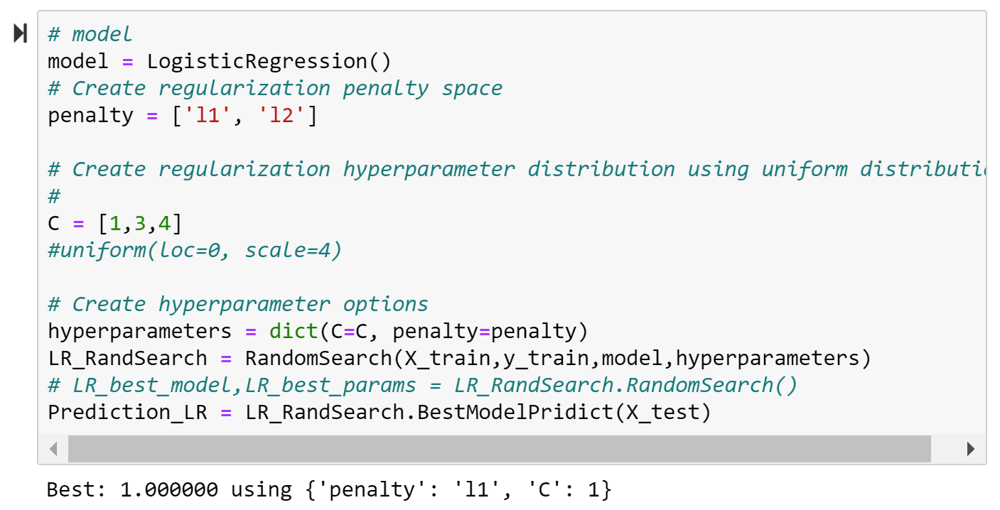 # model
model = LogisticRegression()
# Create regularization penalty space
penalty = ['l1', 'l2']
# Create regularization hyperparameter distribution using uniform
#
C = [1,3,4]
#uniform(loc=0, scale=4)
# Create hyperparameter options
hyperparameters = dict(C=C, penalty=penalty)
LR_RandSearch = RandomSearch(X_train,y_train,model,hyperparameters)
# LR_best_model,LR_best_params = LR_RandSearch.RandomSearch()
Prediction_LR = LR_RandSearch.BestModelPridict(X_test)
Best: 1.000000 using {'penalty': 'l1', 'C': 1}